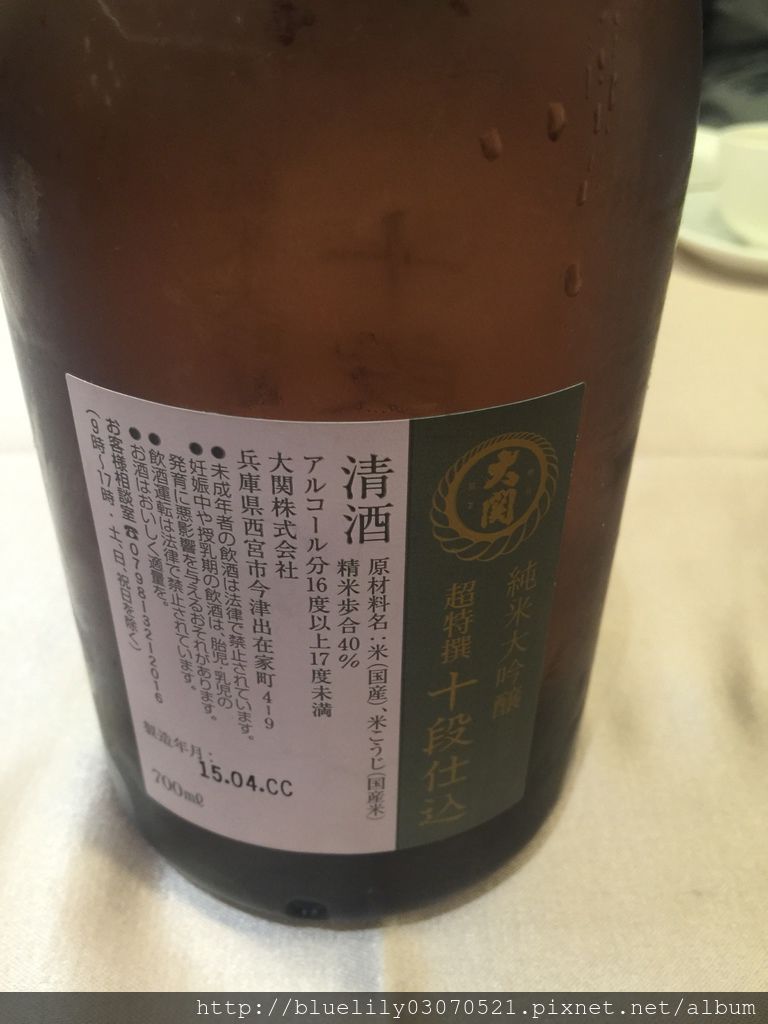 大関
純米大吟醸
超特撰 十段仕込
清酒
原材料名:米(国産)、米こうじ(国産米)
精米歩合40%
アルコール分16度以上17度未満
大関株式会社
兵庫県西宮市今津出在家町4-9
●未成年者の飲酒は法律で禁止されています。
●妊娠中や授乳期の飲酒は、胎児・乳児の
発育に悪影響を与えるおそれがあります。
●飲酒運転は法律で禁止されています。
●お酒はおいしく適量を。
お客様相談室☎0798-32-2016
(9時〜17時・土、日、祝日を除く)
製造年月:
15.04.CC
700㎖
http://bluelily03070521.pixnet.net/album